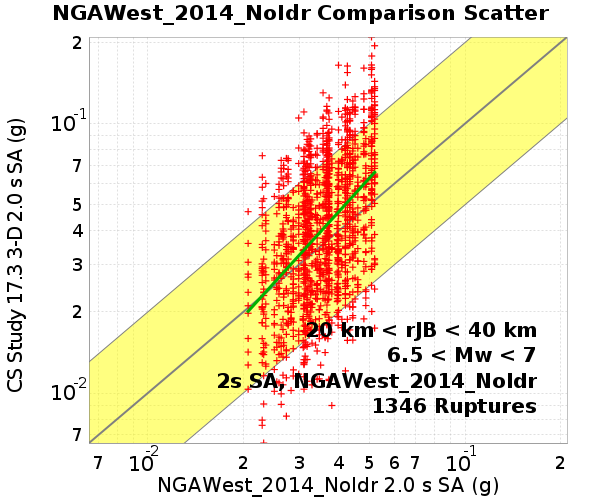 NGAWest_2014_NoIdr Comparison Scatter
CS Study 17.3 3-D 2.0 s SA (g)
2
10-1
7
5
4
3
2
10-2
7
20 km < rJB < 40 km
6.5 < Mw < 7
2s SA, NGAWest_2014_NoIdr
1346 Ruptures
7 10-2 2 3 4 5 6 7 10-1 2
NGAWest_2014_NoIdr 2.0 s SA (g)